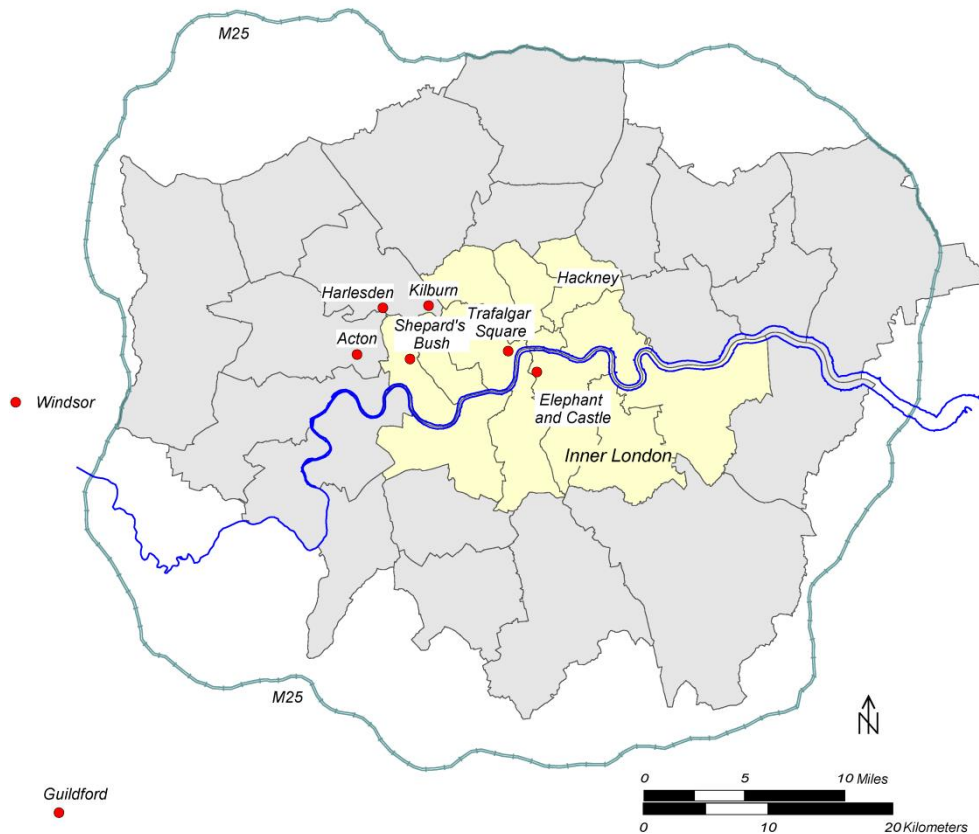 M25
Hackney
Harlesden
Kilburn
Trafalgar
Square
Shepard's
Bush
Acton
Windsor
Elephant
and Castle
Inner London
M25
N
0 5 10 Miles
0 10 20 Kilometers
Guildford